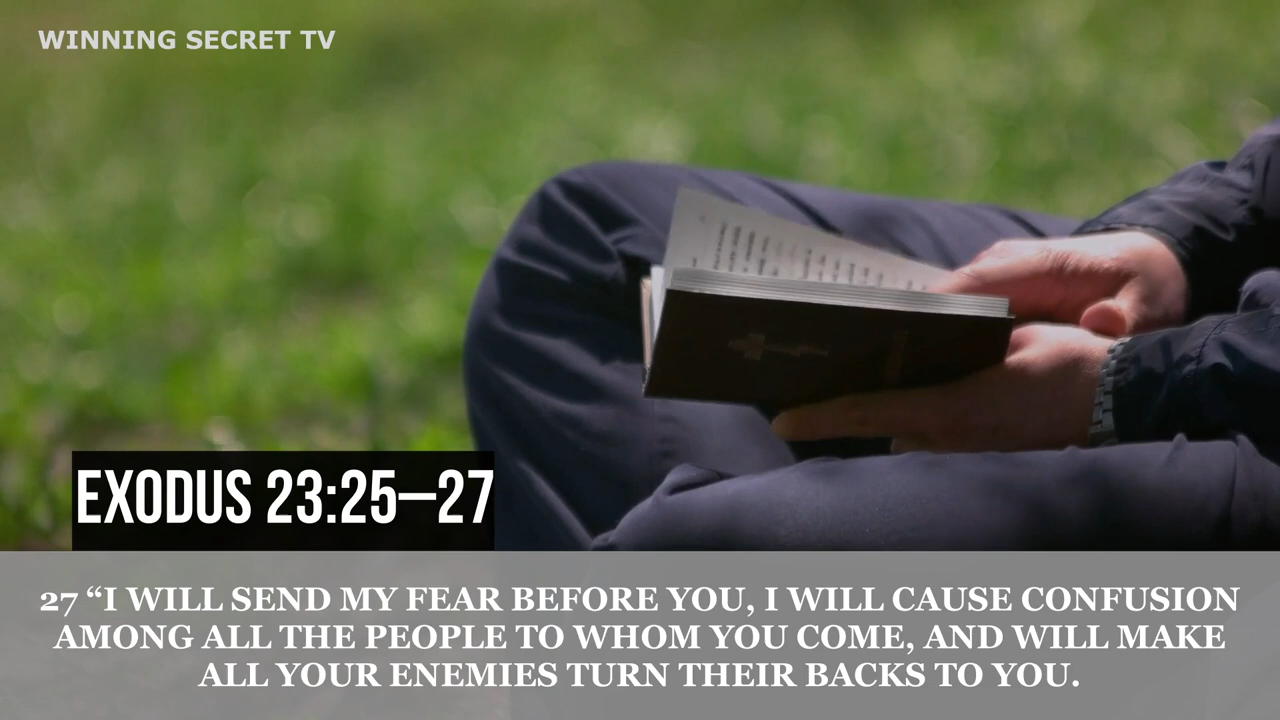 WINNING SECRET TV
EXODUS 23:25–27
27 “I WILL SEND MY FEAR BEFORE YOU, I WILL CAUSE CONFUSION
AMONG ALL THE PEOPLE TO WHOM YOU COME, AND WILL MAKE
ALL YOUR ENEMIES TURN THEIR BACKS TO YOU.